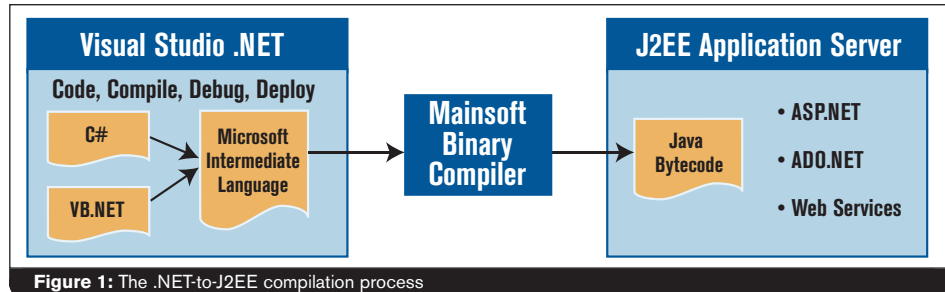 Visual Studio .NET
Code, Compile, Debug, Deploy
C#
VB.NET
Microsoft
Intermediate
Language
Mainsoft
Binary
Compiler
J2EE Application Server
Java
Bytecode
• ASP.NET
• ADO.NET
• Web Services
Figure 1: The .NET-to-J2EE compilation process